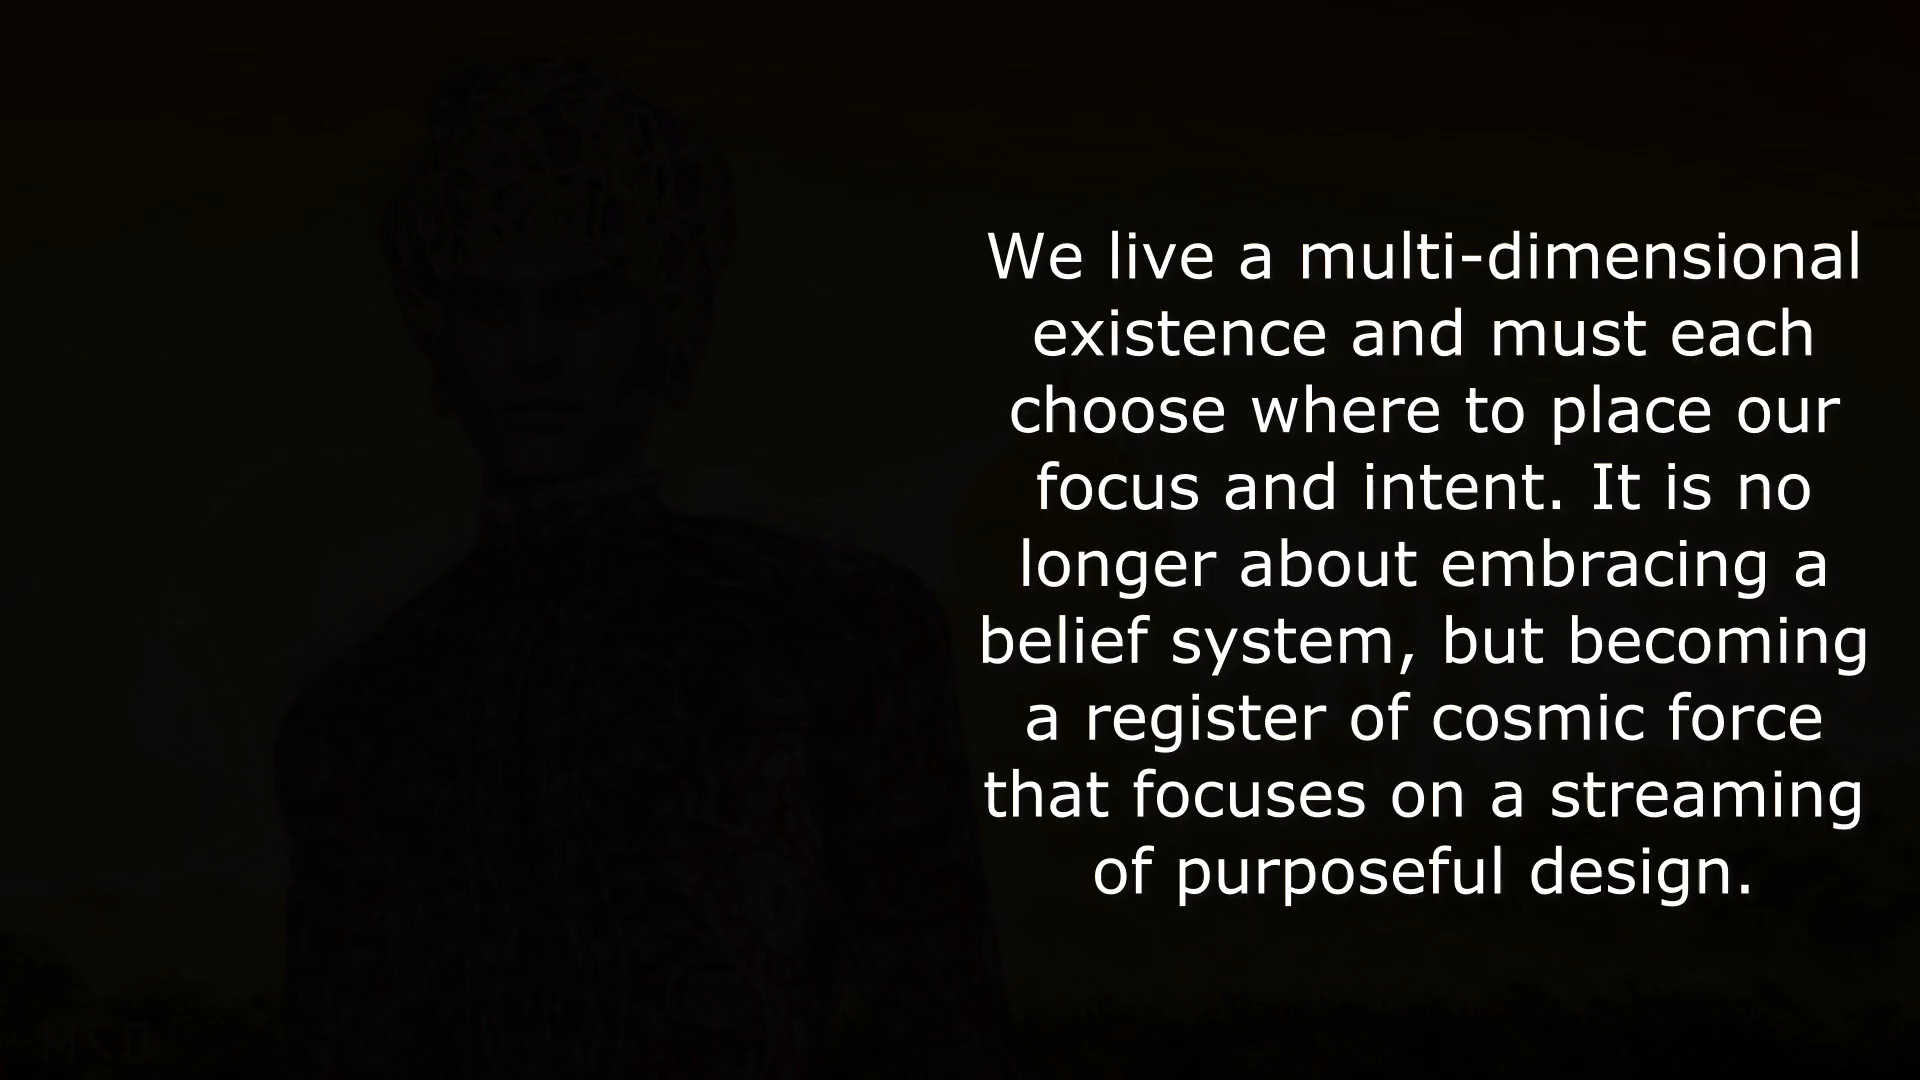 We live a multi-dimensional
existence and must each
choose where to place our
focus and intent. It is no
longer about embracing a
belief system, but becoming
a register of cosmic force
that focuses on a streaming
of purposeful design.